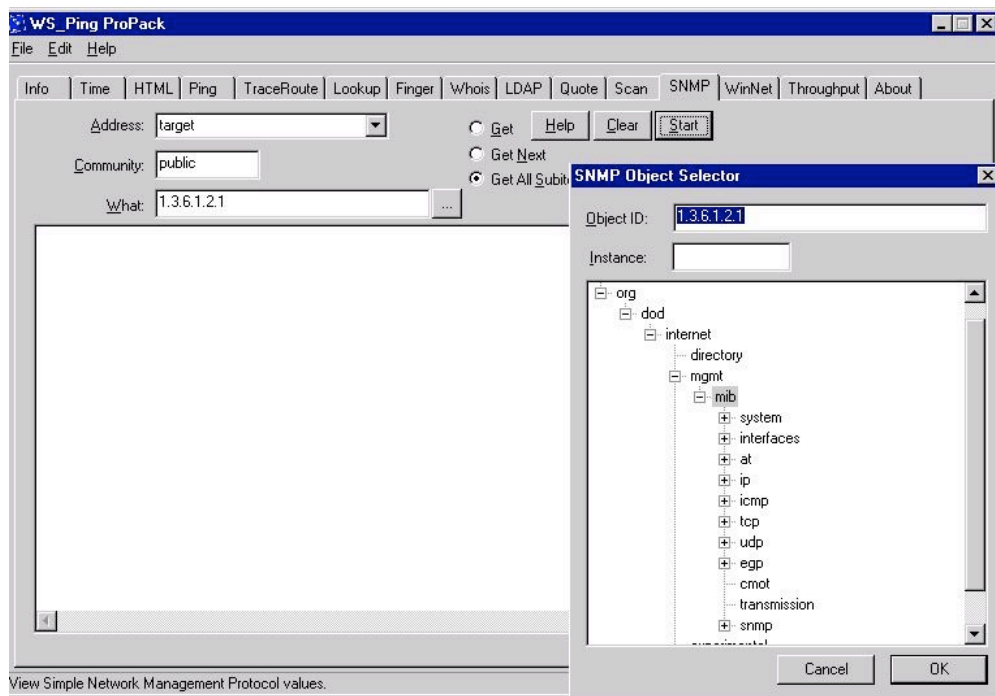 WS_Ping ProPack
File Edit Help
Info Time HTML Ping TraceRoute Lookup Finger Whois LDAP Quote Scan SNMP WinNet Throughput About
Address: target
Get Help Clear Start
Community: public
Get Next
Get All Subit
What: 1.3.6.1.2.1 ...
SNMP Object Selector
Object ID: 1.3.6.1.2.1
Instance:
org
dod
internet
directory
mgmt
mib
system
interfaces
at
ip
icmp
tcp
udp
egp
cmot
transmission
snmp
Cancel OK
View Simple Network Management Protocol values.